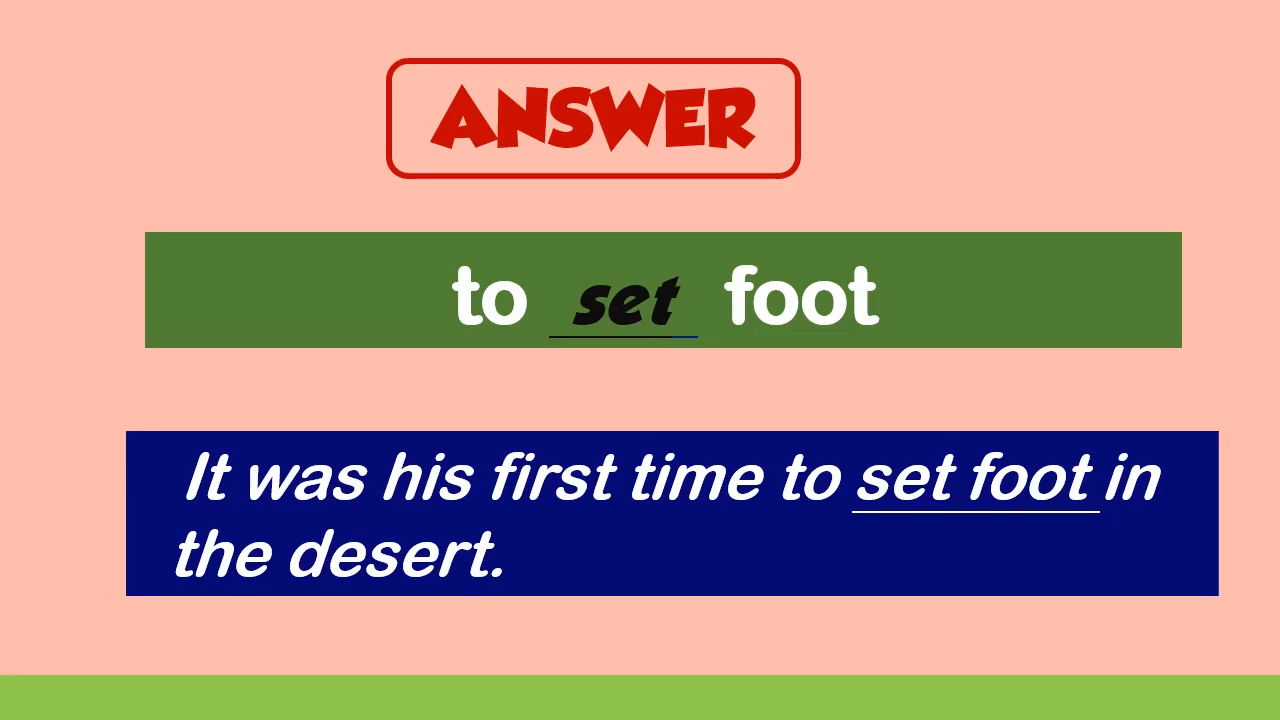 ANSWER
to set foot
It was his first time to set foot in
the desert.